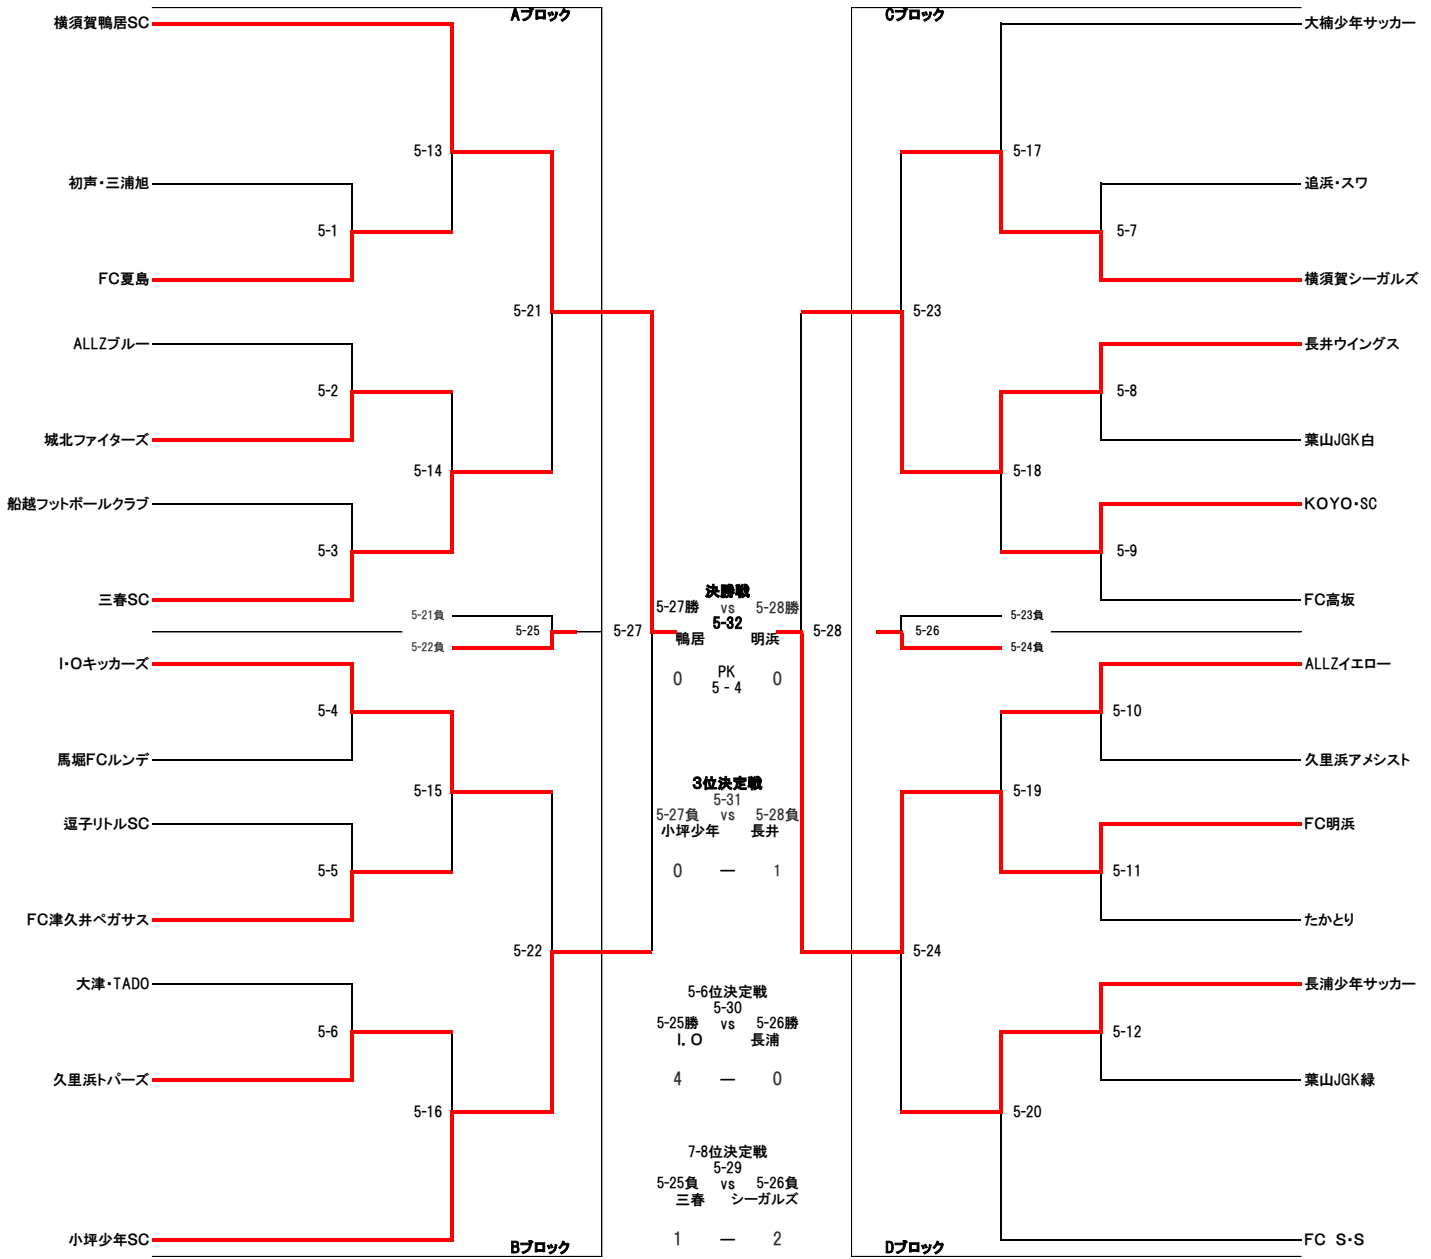 Aブロック
Cブロック
横須賀鴨居SC
大楠少年サッカー
5-13
5-17
初声・三浦旭
追浜・スワ
5-1
5-7
FC夏島
横須賀シーガルズ
5-21
5-23
ALLZブルー
長井ウイングス
5-2
5-8
城北ファイターズ
葉山JGK白
5-14
5-18
船越フットボールクラブ
KOYO・SC
5-3
5-9
三春SC
FC高坂
決勝戦
5-27勝 vs 5-28勝
5-32
鴨居 明浜
0 PK 0
5 - 4
5-21負
5-25
5-22負
5-27
5-28
5-23負
5-26
5-24負
I・Oキッカーズ
ALLZイエロー
5-4
5-10
馬堀FCルンデ
久里浜アメシスト
5-15
5-19
3位決定戦
5-31
5-27負 vs 5-28負
小坪少年 長井
0 ― 1
逗子リトルSC
FC明浜
5-5
5-11
FC津久井ペガサス
たかとり
5-22
5-24
大津・TADO
長浦少年サッカー
5-6位決定戦
5-30
5-25勝 vs 5-26勝
I.O 長浦
4 ― 0
5-6
5-12
久里浜トパーズ
葉山JGK緑
5-16
5-20
7-8位決定戦
5-29
5-25負 vs 5-26負
三春 シーガルズ
1 ― 2
小坪少年SC
FC S・S
Bブロック
Dブロック